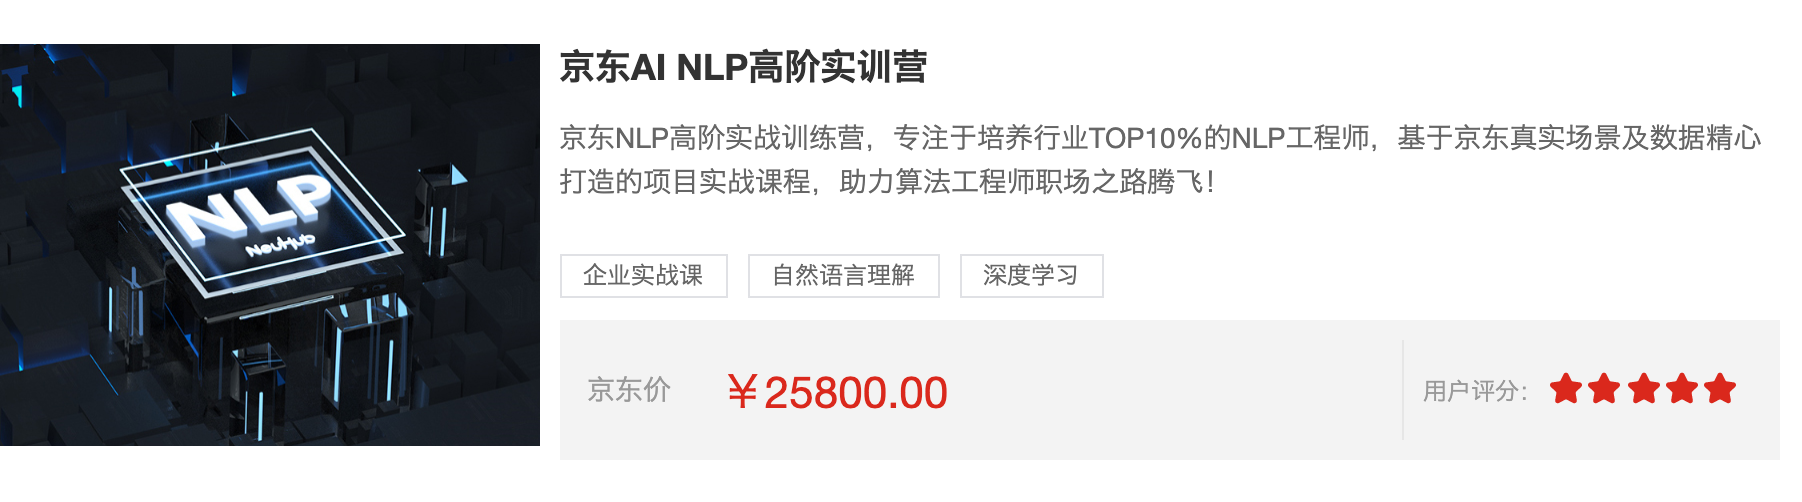 京东AI NLP高阶实训营
京东NLP高阶实战训练营，专注于培养行业TOP10%的NLP工程师，基于京东真实场景及数据精心
打造的项目实战课程，助力算法工程师职场之路腾飞！
NLP
NeuHub
企业实战课 自然语言理解 深度学习
京东价 ￥25800.00 用户评分：